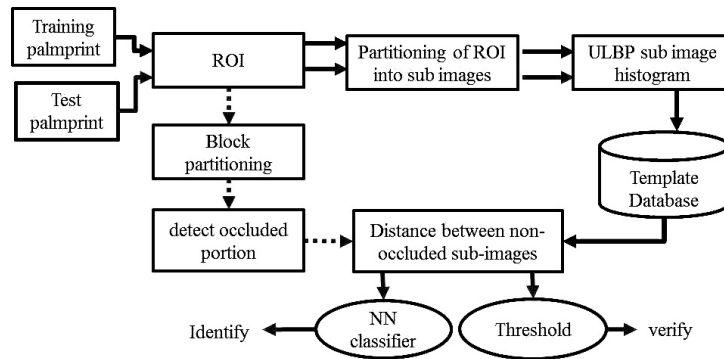 Training
palmprint
ROI
Partitioning of ROI
into sub images
ULBP sub image
histogram
Test
palmprint
Block
partitioning
Template
Database
detect occluded
portion
Distance between non-
occluded sub-images
Identify
NN
classifier
Threshold
verify